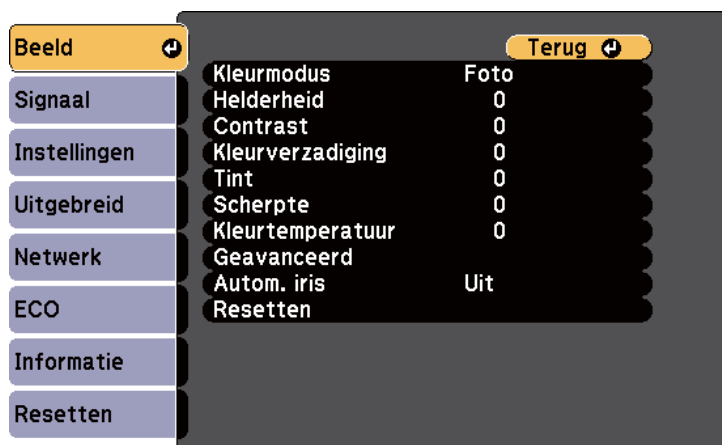 Beeld
Signaal
Instellingen
Uitgebreid
Netwerk
ECO
Informatie
Resetten
Terug
Kleurmodus Foto
Helderheid 0
Contrast 0
Kleurverzadiging 0
Tint 0
Scherpte 0
Kleurtemperatuur 0
Geavanceerd
Autom. iris Uit
Resetten